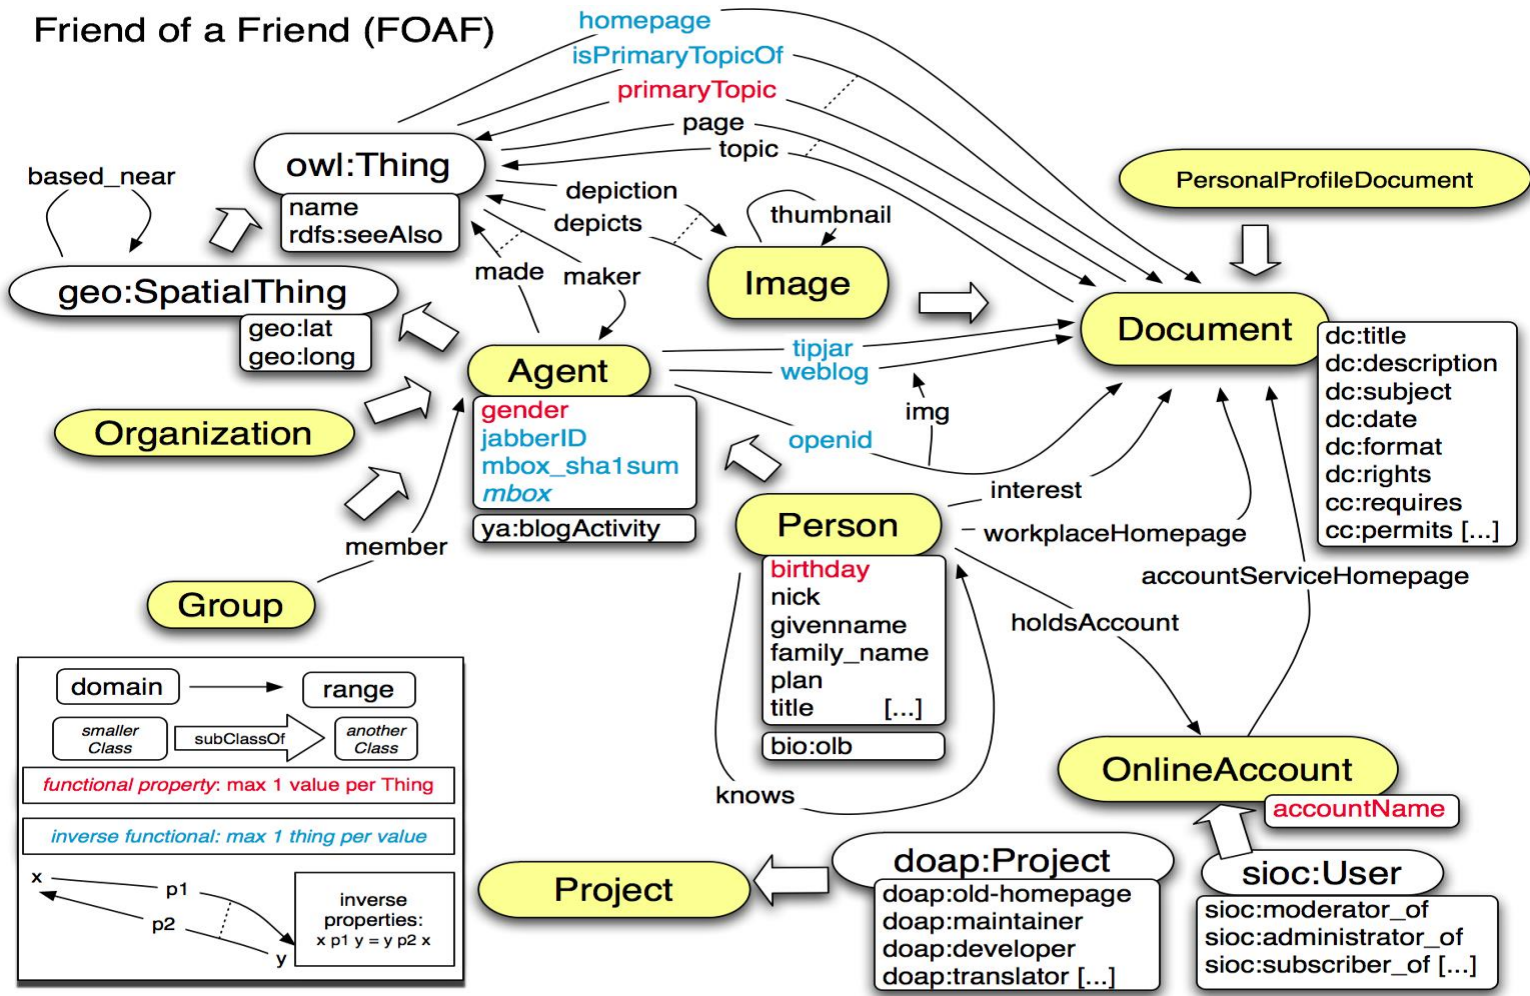 Friend of a Friend (FOAF)
homepage
isPrimaryTopicOf
primaryTopic
page
topic
owl:Thing
name
rdfs:seeAlso
based_near
depiction
depicts
thumbnail
PersonalProfileDocument
made
maker
Image
geo:SpatialThing
geo:lat
geo:long
Document
dc:title
dc:description
dc:subject
dc:date
dc:format
dc:rights
cc:requires
cc:permits [...]
tipjar
weblog
img
openid
Agent
gender
jabberID
mbox_sha1sum
mbox
ya:blogActivity
Organization
member
Group
Person
birthday
nick
givenname
family_name
plan
title [...]
bio:olb
interest
workplaceHomepage
accountServiceHomepage
holdsAccount
knows
OnlineAccount
accountName
Project
doap:Project
doap:old-homepage
doap:maintainer
doap:developer
doap:translator [...]
sioc:User
sioc:moderator_of
sioc:administrator_of
sioc:subscriber_of [...]
domain
range
smaller
Class
subClassOf
another
Class
functional property: max 1 value per Thing
inverse functional: max 1 thing per value
x
p1
p2
y
inverse
properties:
x p1 y = y p2 x